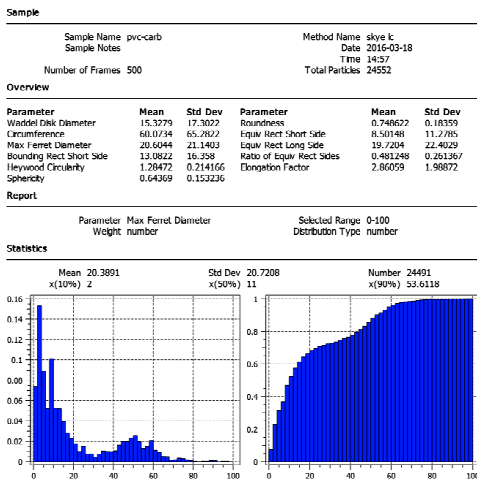 Sample
Sample Name pvc-carb Method Name skye lc
Sample Notes Date 2016-03-18
Time 14:57
Number of Frames 500 Total Particles 24552
Overview
Parameter Mean Std Dev Parameter Mean Std Dev
Waddel Disk Diameter 15.3279 17.3022 Roundness 0.748622 0.18359
Circumference 60.0734 65.2822 Equiv Rect Short Side 8.50148 11.2785
Max Ferret Diameter 20.6044 21.1403 Equiv Rect Long Side 19.7204 22.4029
Bounding Rect Short Side 13.0822 16.358 Ratio of Equiv Rect Sides 0.481248 0.261367
Heywood Circularity 1.28472 0.214166 Elongation Factor 2.86059 1.98872
Sphericity 0.64369 0.153236
Report
Parameter Max Ferret Diameter Selected Range 0-100
Weight number Distribution Type number
Statistics
Mean 20.3891 Std Dev 20.7208 Number 24491
x(10%) 2 x(50%) 11 x(90%) 53.6118
0.16 1
0.14
0.12 0.8
0.1
0.08 0.6
0.06 0.4
0.04
0.02 0.2
0 0
0 20 40 60 80 100 0 20 40 60 80 100